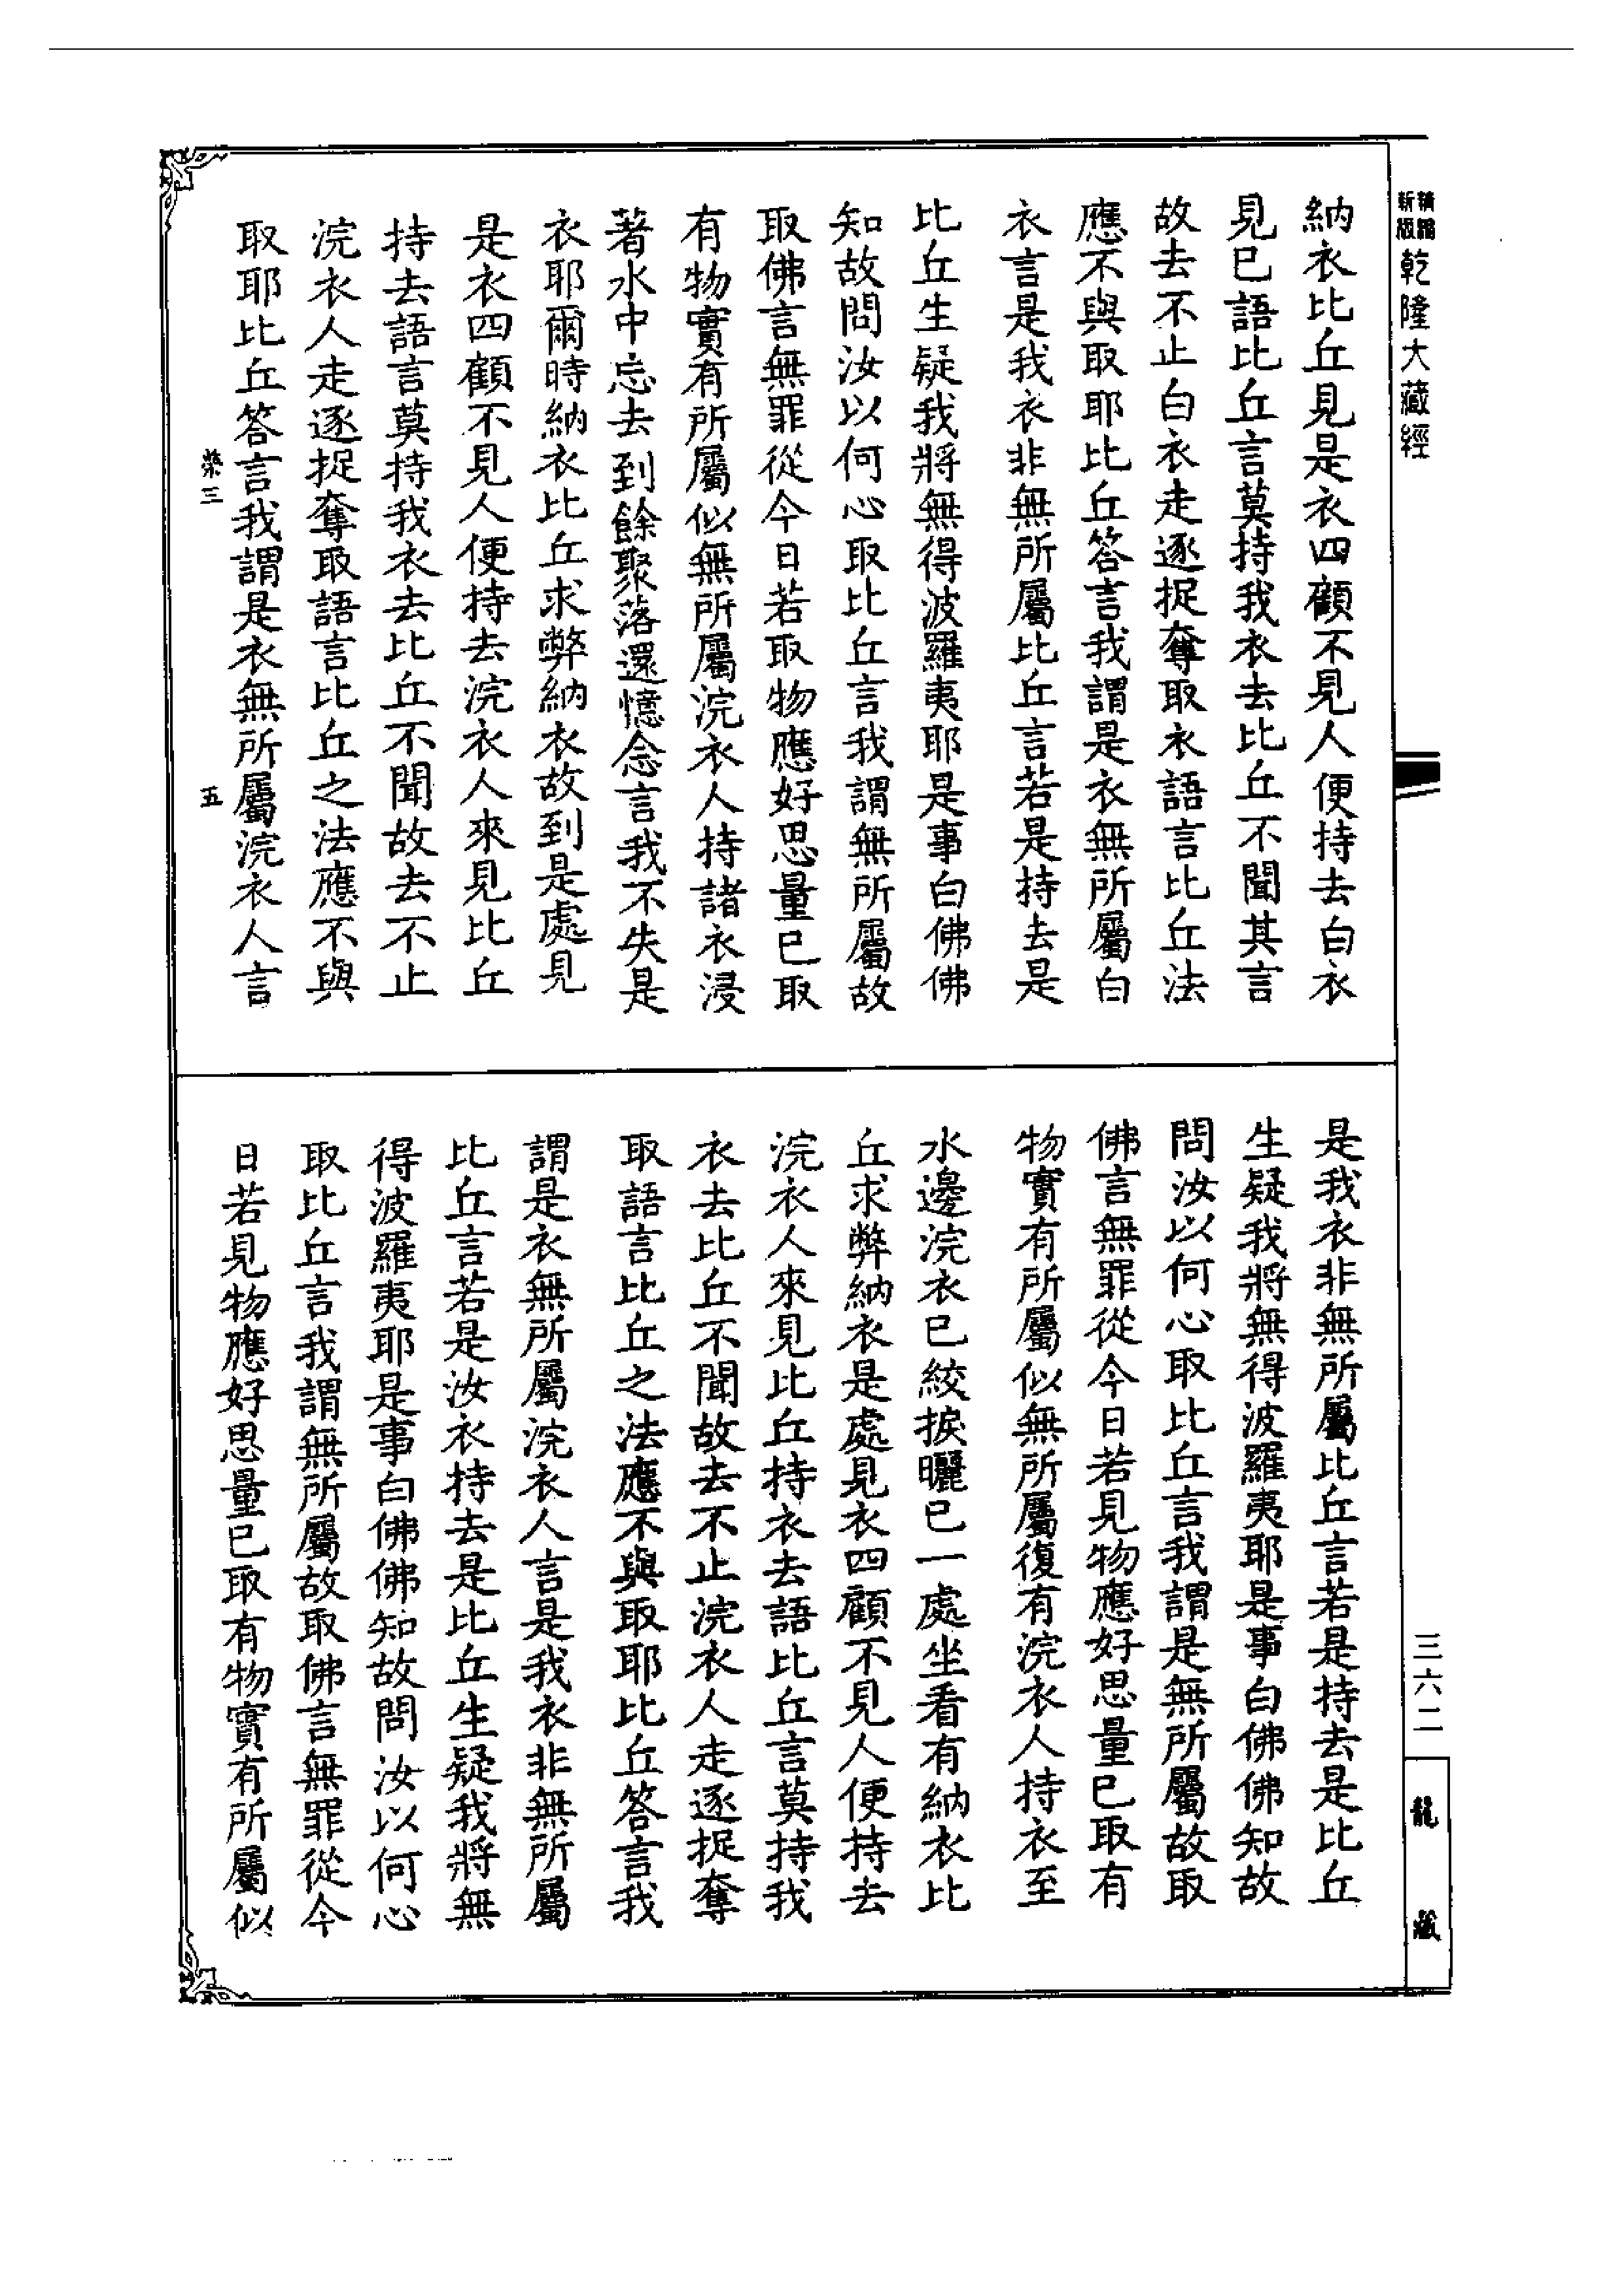 新編
新版
乾隆大藏經
納衣比丘見是衣四顧不見人便持去白衣
見已語比丘言莫持我衣去比丘不聞其言
故去不止白衣走逐捉奪取衣語言比丘法
應不與取耶比丘答言我謂是衣無所屬白
衣言是我衣非無所屬比丘言若是持去是
比丘生疑我將無得波羅夷耶是事白佛佛
知故問汝以何心取比丘言我謂無所屬故
取佛言無罪從今日若取物應好思量已取
有物實有所屬似無所屬浣衣人持諸衣浸
著水中忘去到餘聚落還憶念言我不失是
衣耶爾時納衣比丘求弊納衣故到是處見
是衣四顧不見人便持去浣衣人來見比丘
持去語言莫持我衣去比丘不聞故去不止
浣衣人走逐捉奪取語言比丘之法應不與
取耶比丘答言我謂是衣無所屬浣衣人言
三
五
是我衣非無所屬比丘言若是持去是比丘
生疑我將無得波羅夷耶是事白佛佛知故
問汝以何心取比丘言我謂是無所屬故取
佛言無罪從今日若見物應好思量已取有
物實有所屬似無所屬復有浣衣人持衣至
水邊浣衣已絞捩曬已一處坐看有納衣比
丘求弊納衣是處見衣四顧不見人便持去
浣衣人來見比丘持衣去語比丘言莫持我
衣去比丘不聞故去不止浣衣人走逐捉奪
取語言比丘之法應不與取耶比丘答言我
謂是衣無所屬浣衣人言是我衣非無所屬
比丘言若是汝衣持去是比丘生疑我將無
得波羅夷耶是事白佛佛知故問汝以何心
取比丘言我謂無所屬故取佛言無罪從今
日若見物應好思量已取有物實有所屬似
三六二
龍藏